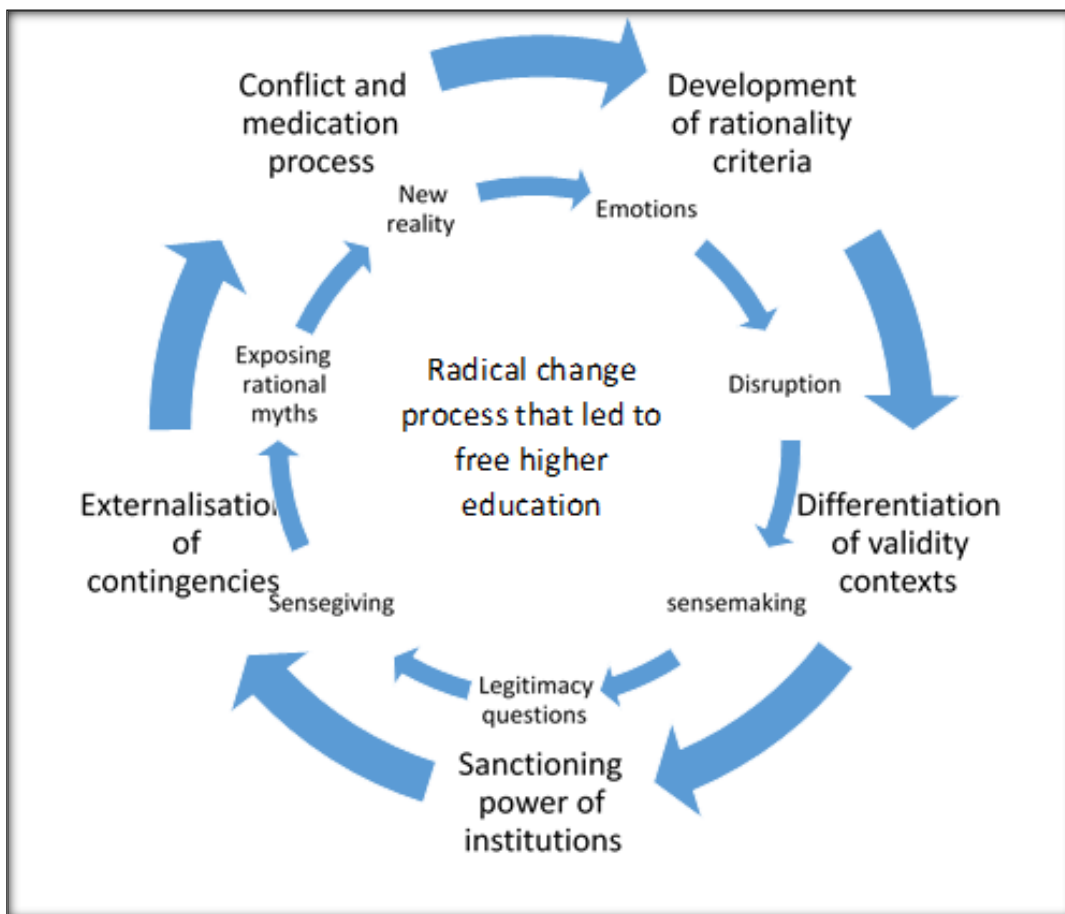 Conflict and
medication
process
Development
of rationality
criteria
New
reality
Emotions
Exposing
rational
myths
Radical change
process that led to
free higher
education
Disruption
Externalisation
of
contingencies
Differentiation
of validity
contexts
Sensegiving
sensemaking
Legitimacy
questions
Sanctioning
power of
institutions